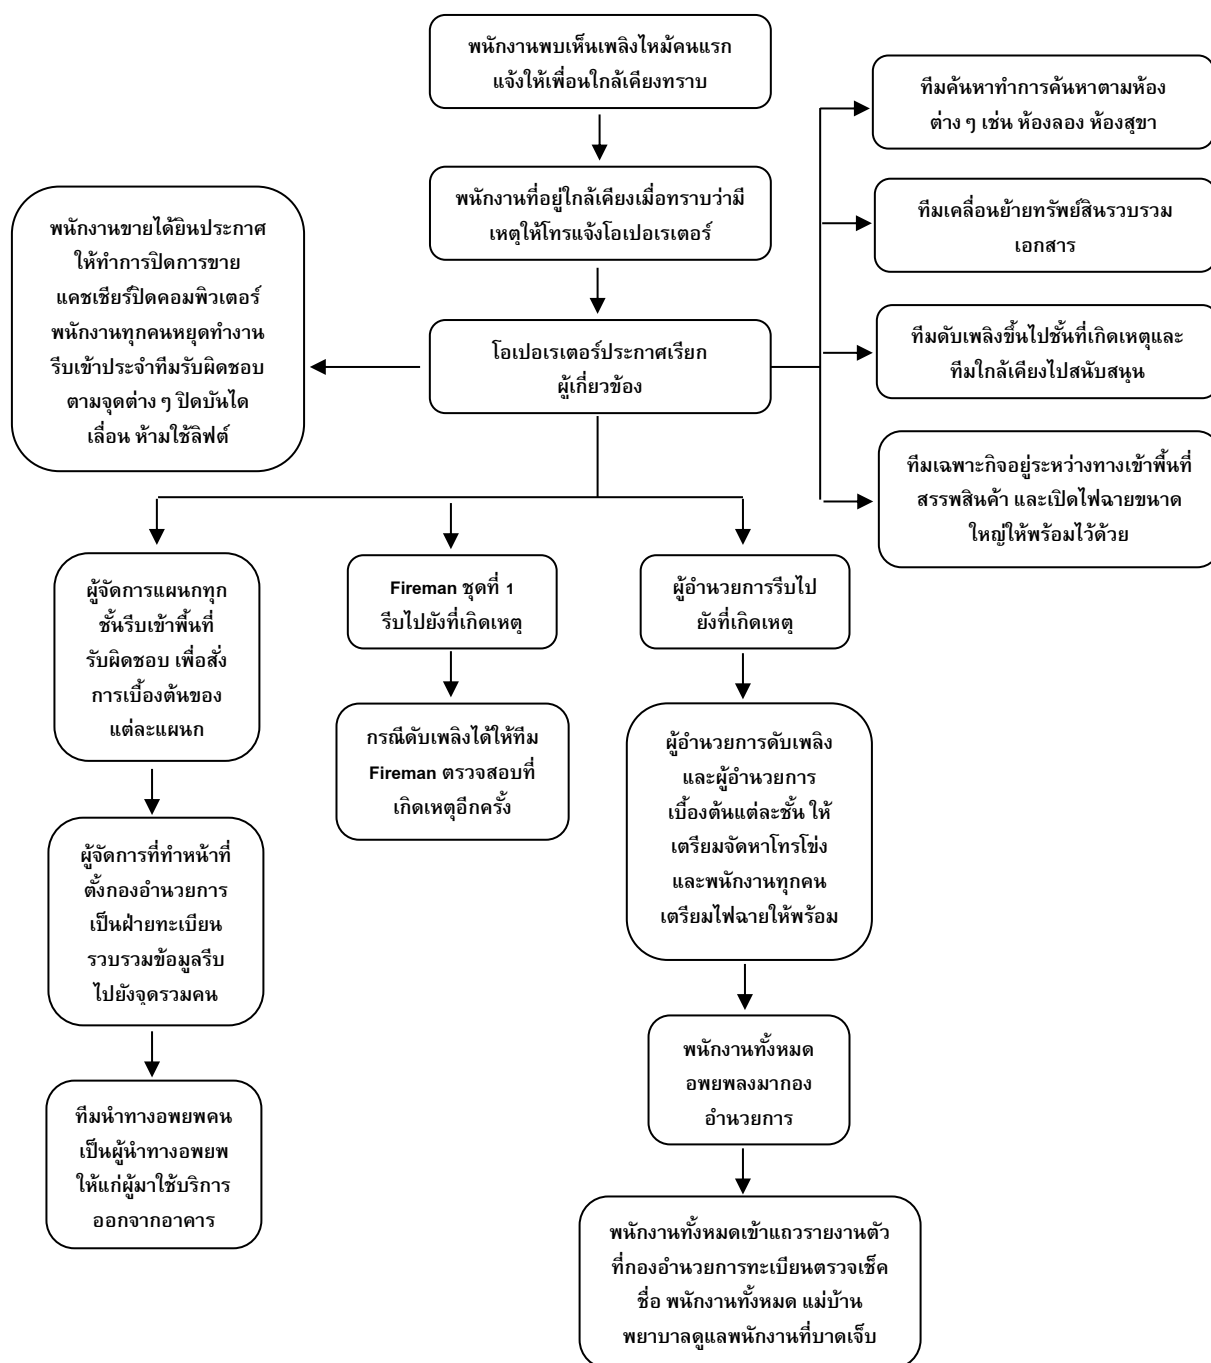 พนักงานพบเห็นเพลิงไหม้คนแรก
แจ้งให้เพื่อนใกล้เคียงทราบ
ทีมค้นหาทำการค้นหาตามห้อง
ต่าง ๆ เช่น ห้องลอง ห้องสุขา
พนักงานที่อยู่ใกล้เคียงเมื่อทราบว่ามี
เหตุให้โทรแจ้งโอเปอเรเตอร์
ทีมเคลื่อนย้ายทรัพย์สินรวบรวม
เอกสาร
พนักงานขายได้ยินประกาศ
ให้ทำการปิดการขาย
แคชเชียร์ปิดคอมพิวเตอร์
พนักงานทุกคนหยุดทำงาน
รีบเข้าประจำทีมรับผิดชอบ
ตามจุดต่าง ๆ ปิดบันได
เลื่อน ห้ามใช้ลิฟต์
โอเปอเรเตอร์ประกาศเรียก
ผู้เกี่ยวข้อง
ทีมดับเพลิงขึ้นไปชั้นที่เกิดเหตุและ
ทีมใกล้เคียงไปสนับสนุน
ทีมเฉพาะกิจอยู่ระหว่างทางเข้าพื้นที่
สรรพสินค้า และเปิดไฟฉายขนาด
ใหญ่ให้พร้อมไว้ด้วย
ผู้จัดการแผนกทุก
ชั้นรีบเข้าพื้นที่
รับผิดชอบ เพื่อสั่ง
การเบื้องต้นของ
แต่ละแผนก
Fireman ชุดที่ 1
รีบไปยังที่เกิดเหตุ
ผู้อำนวยการรีบไป
ยังที่เกิดเหตุ
กรณีดับเพลิงได้ให้ทีม
Fireman ตรวจสอบที่
เกิดเหตุอีกครั้ง
ผู้อำนวยการดับเพลิง
และผู้อำนวยการ
เบื้องต้นแต่ละชั้น ให้
เตรียมจัดหาโทรโข่ง
และพนักงานทุกคน
เตรียมไฟฉายให้พร้อม
ผู้จัดการที่ทำหน้าที่
ตั้งกองอำนวยการ
เป็นฝ่ายทะเบียน
รวบรวมข้อมูลรีบ
ไปยังจุดรวมคน
พนักงานทั้งหมด
อพยพลงมากอง
อำนวยการ
ทีมนำทางอพยพคน
เป็นผู้นำทางอพยพ
ให้แก่ผู้มาใช้บริการ
ออกจากอาคาร
พนักงานทั้งหมดเข้าแถวรายงานตัว
ที่กองอำนวยการทะเบียนตรวจเช็ค
ชื่อ พนักงานทั้งหมด แม่บ้าน
พยาบาลดูแลพนักงานที่บาดเจ็บ